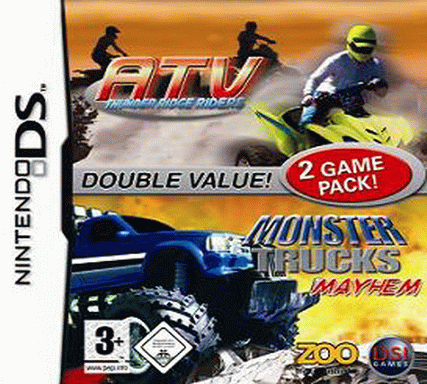 NINTENDO DS™
ATV
THUNDER RIDGE RIDERS
DOUBLE VALUE!
2 GAME
PACK!
MONSTER
TRUCKS
MAYHEM
3+
www.pegi.info
ZOO
DSI
GAMES